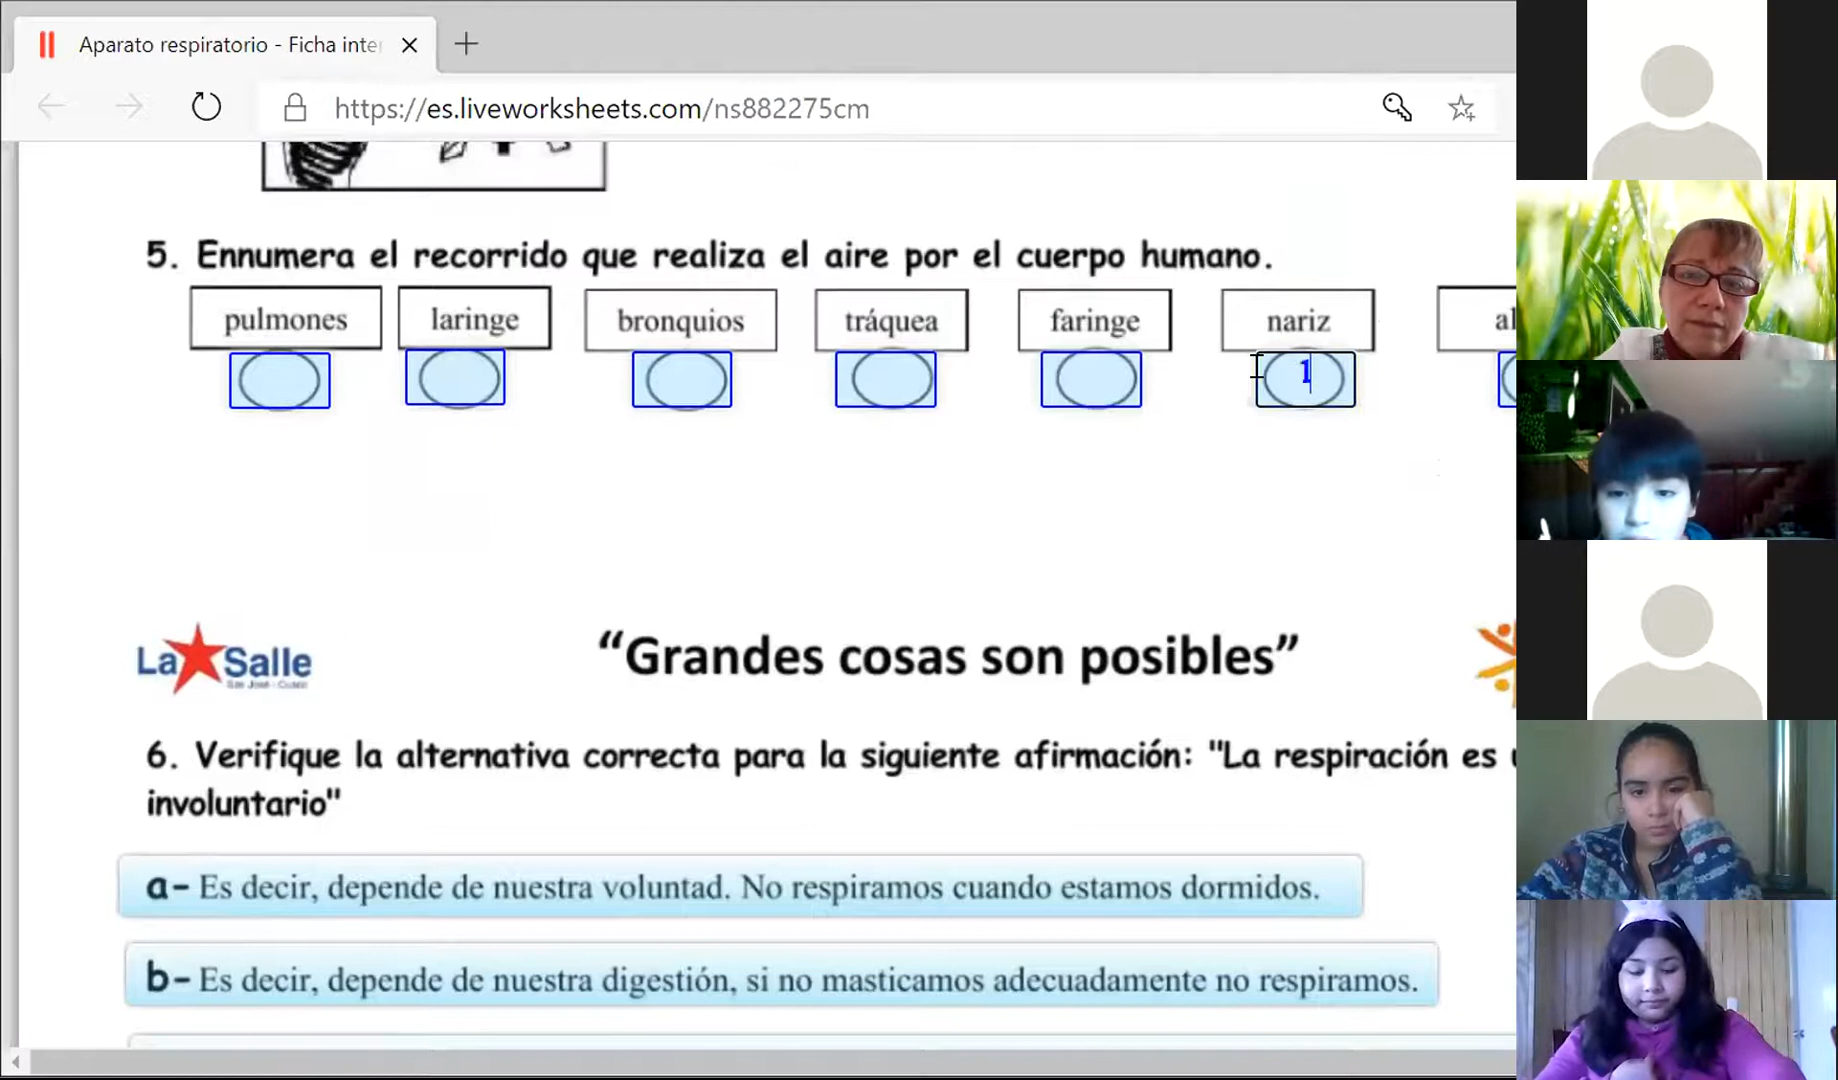 Aparato respiratorio - Ficha inte
https://es.liveworksheets.com/ns882275cm
5. Ennumera el recorrido que realiza el aire por el cuerpo humano.
pulmones laringe bronquios tráquea faringe nariz al
1
La Salle
“Grandes cosas son posibles”
6. Verifique la alternativa correcta para la siguiente afirmación: "La respiración es
involuntario"
a- Es decir, depende de nuestra voluntad. No respiramos cuando estamos dormidos.
b- Es decir, depende de nuestra digestión, si no masticamos adecuadamente no respiramos.